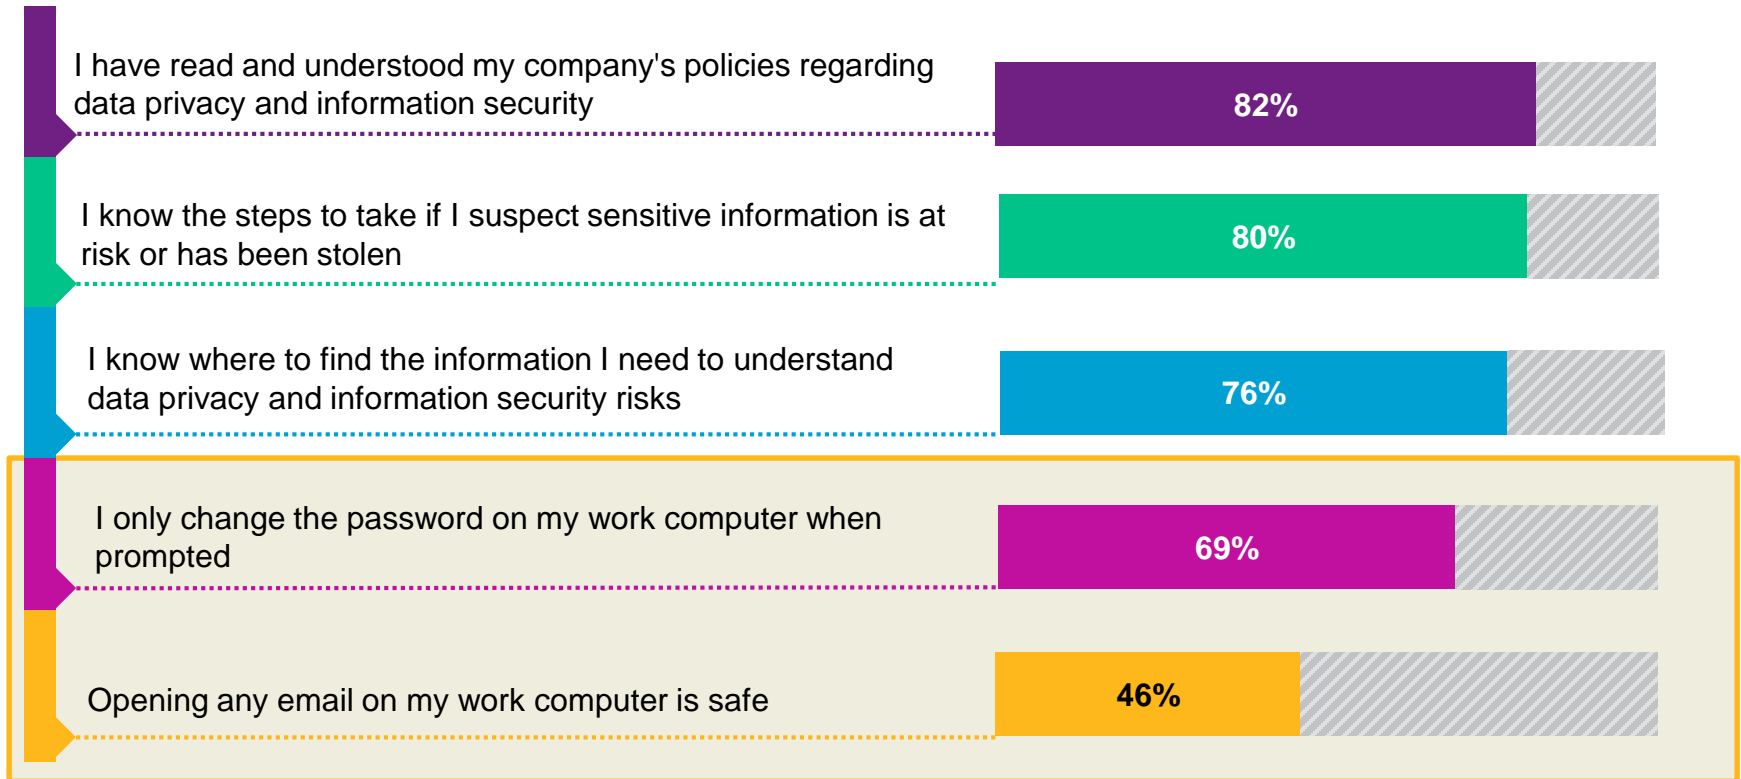 I have read and understood my company's policies regarding
data privacy and information security
82%
I know the steps to take if I suspect sensitive information is at
risk or has been stolen
80%
I know where to find the information I need to understand
data privacy and information security risks
76%
I only change the password on my work computer when
prompted
69%
Opening any email on my work computer is safe
46%